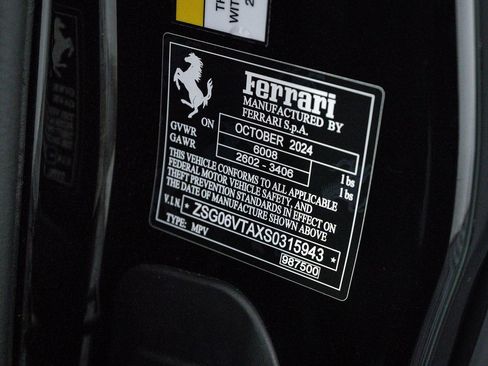 Ferrari
MANUFACTURED BY
FERRARI S.p.A.
ON OCTOBER 2024
GVWR 6008 lbs
GAWR 2602 - 3406 lbs
THIS VEHICLE CONFORMS TO ALL APPLICABLE
FEDERAL MOTOR VEHICLE SAFETY, AND
THEFT PREVENTION STANDARDS IN EFFECT ON
THE DATE OF MANUFACTURE SHOWN ABOVE
V.I.N. * ZSG06VTAXS0315943 *
TYPE: MPV 987500